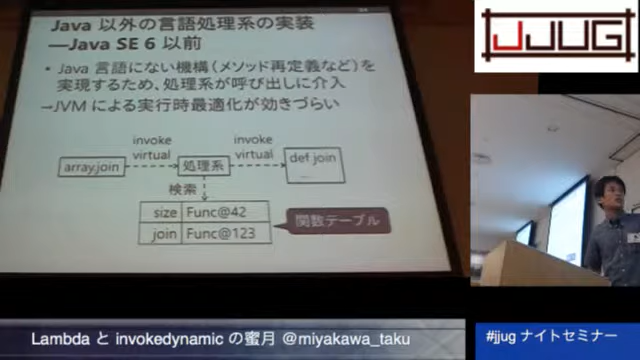 Java 以外の言語処理系の実装
―Java SE 6 以前
• Java 言語にない機構（メソッド再定義など）を
実現するため、処理系が呼び出しに介入
→JVM による実行時最適化が効きづらい
invoke
virtual
invoke
virtual
array.join
処理系
def join
...
検索
size Func@42
join Func@123
関数テーブル
JJUG
Lambda と invokedynamic の蜜月 @miyakawa_taku
#jjug ナイトセミナー